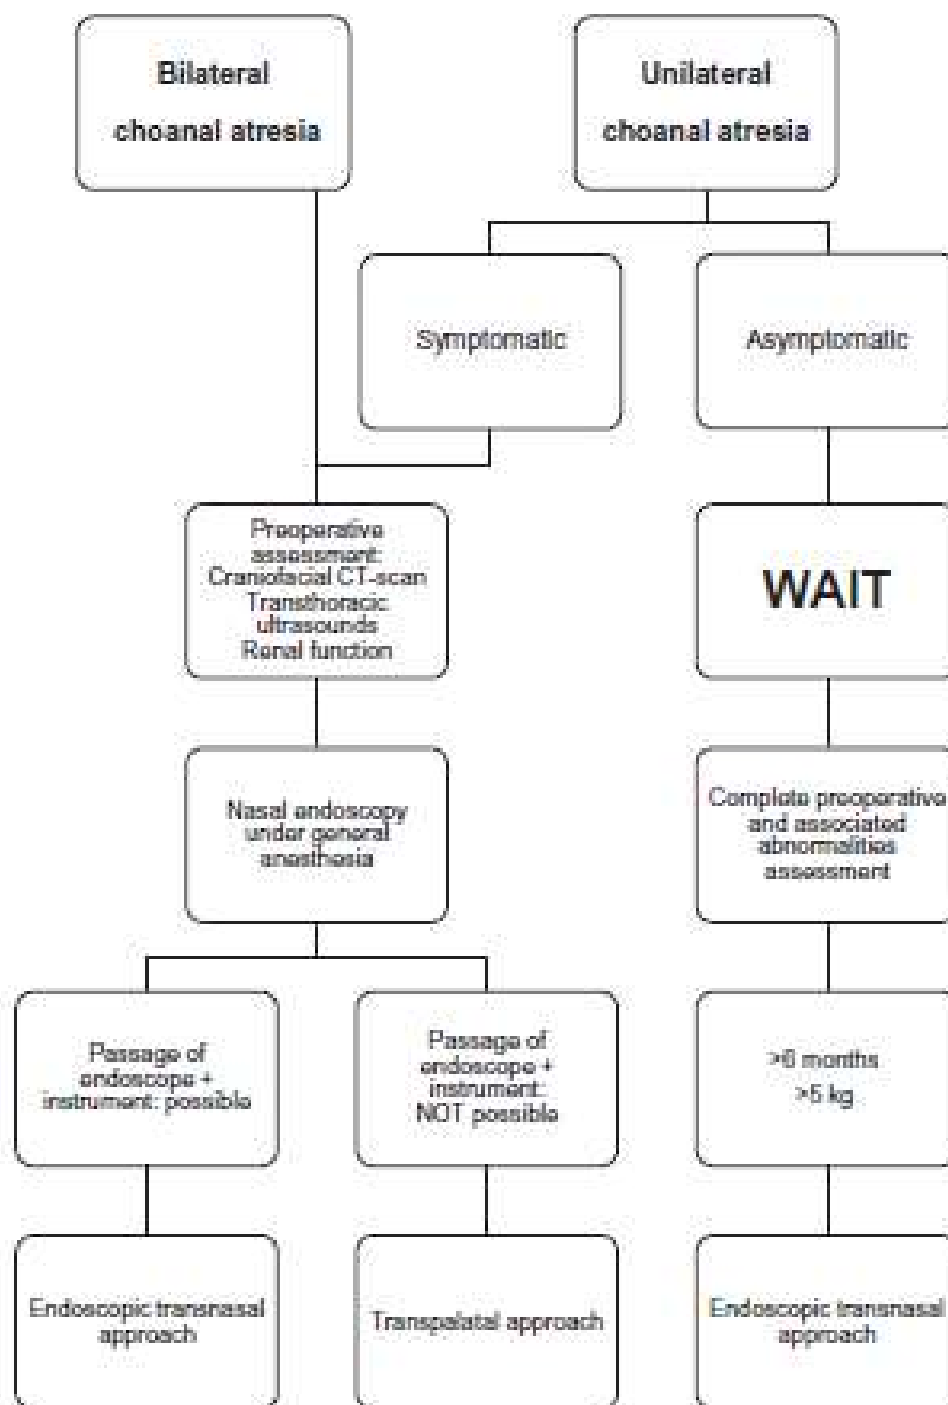 Bilateral
choanal atresia
Unilateral
choanal atresia
Symptomatic
Asymptomatic
Preoperative
assessment:
Craniofacial CT-scan
Transthoracic
ultrasounds
Renal function
WAIT
Nasal endoscopy
under general
anesthesia
Complete preoperative
and associated
abnormalities
assessment
Passage of
endoscope +
instrument: possible
Passage of
endoscope +
instrument:
NOT possible
>6 months
>5 kg
Endoscopic transnasal
approach
Transpalatal approach
Endoscopic transnasal
approach